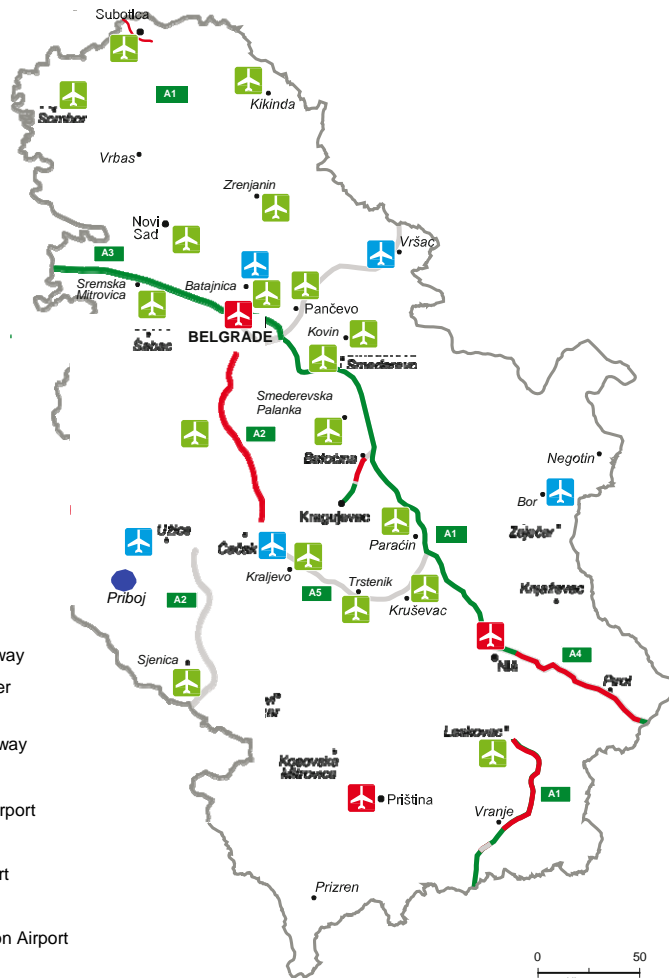 Subotica
A1
Sombor
Kikinda
Vrbas
Zrenjanin
Novi
Sad
Vršac
A3
Sremska
Mitrovica
Batajnica
Pančevo
BELGRADE
Kovin
Šabac
Smederevo
Smederevska
Palanka
A2
Batočina
Negotin
Bor
Kragujevac
Zaječar
Užice
Čačak
Paraćin
A1
Kraljevo
Trstenik
Priboj
A2
A5
Kruševac
Knjaževac
Sjenica
way
er
Niš
A4
Pirot
way
Leskovac
Kosovska
Mitrovica
rport
Priština
A1
Vranje
rt
Prizren
on Airport
0 50